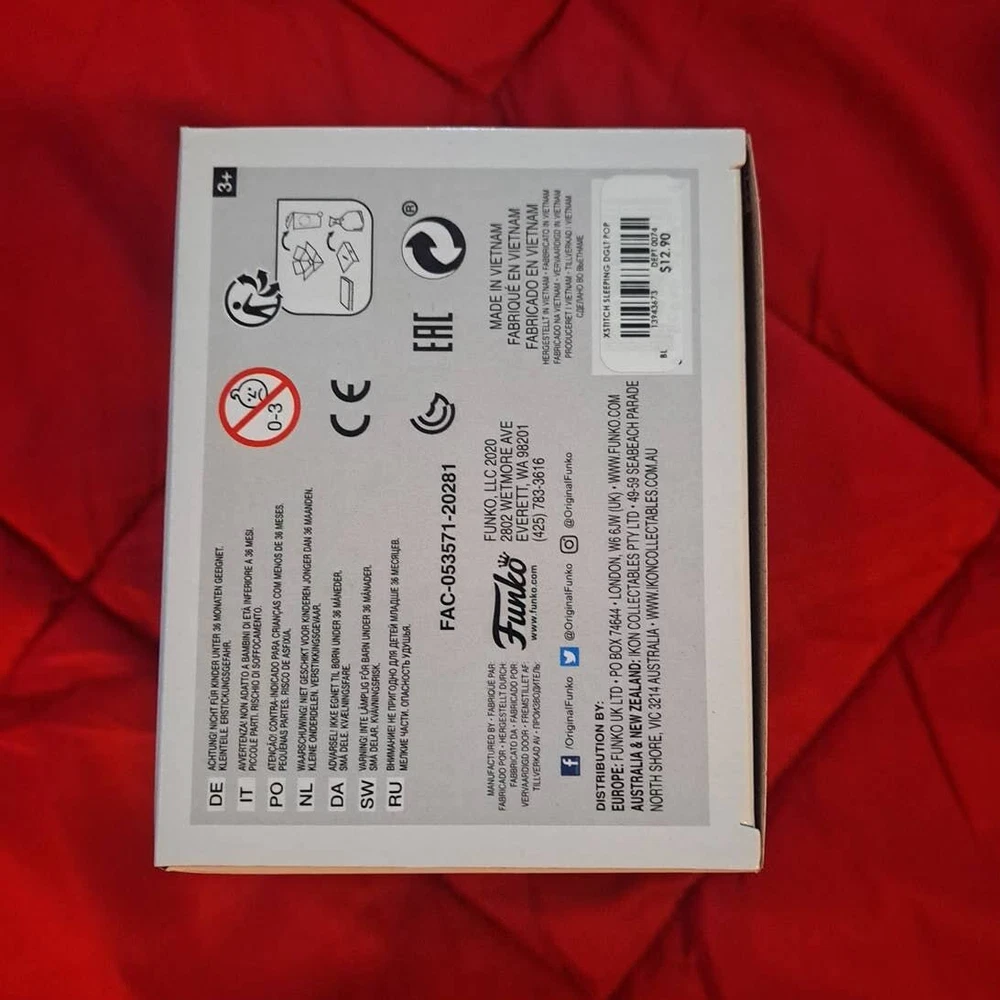 3+
DE ACHTUNG! NICHT FÜR KINDER UNTER 36 MONATEN GEEIGNET.
KLEINTEILE. ERSTICKUNGSGEFAHR.
IT AVVERTENZA! NON ADATTO A BAMBINI DI ETÀ INFERIORE A 36 MESI.
PICCOLE PARTI. RISCHIO DI SOFFOCAMENTO.
PO ATENÇÃO! CONTRA-INDICADO PARA CRIANÇAS COM MENOS DE 36 MESES.
PEQUENAS PARTES. RISCO DE ASFIXIA.
NL WAARSCHUWING! NIET GESCHIKT VOOR KINDEREN JONGER DAN 36 MAANDEN.
KLEINE ONDERDELEN. VERSTIKKINGSGEVAAR.
DA ADVARSEL! IKKE EGNET TIL BØRN UNDER 36 MÅNEDER.
SMÅ DELE. KVÆLNINGSFARE.
SW VARNING! INTE LÄMPLIG FÖR BARN UNDER 36 MÅNADER.
SMÅ DELAR. KVÄVNINGSRISK.
RU ВНИМАНИЕ! НЕ ПРИГОДНО ДЛЯ ДЕТЕЙ МЛАДШЕ 36 МЕСЯЦЕВ.
МЕЛКИЕ ЧАСТИ. ОПАСНОСТЬ УДУШЬЯ.
0-3
CE
EAC
®
FAC-053571-20281
MANUFACTURED BY • FABRIQUÉ PAR
FABRICADO POR • HERGESTELLT DURCH
FABBRICATO DA • FABRICADO POR
VERVAARDIGD DOOR • FREMSTILLET AF
TILLVERKAD AV • ПРОИЗВОДИТЕЛЬ:
Funko
www.funko.com
FUNKO, LLC 2020
2802 WETMORE AVE
EVERETT, WA 98201
(425) 783-3616
MADE IN VIETNAM
FABRIQUÉ EN VIETNAM
FABRICADO EN VIETNAM
HERGESTELLT IN VIETNAM • FABBRICATO IN VIETNAM
FABRICADO NA VIETNAM • VERVAARDIGD IN VIETNAM
PRODUCERET I VIETNAM • TILLVERKAD I VIETNAM
СДЕЛАНО ВО ВЬЕТНАМЕ
f /OriginalFunko @OriginalFunko @OriginalFunko
DISTRIBUTION BY:
EUROPE: FUNKO UK LTD • PO BOX 74644 • LONDON, W6 6JW (UK) • WWW.FUNKO.COM
AUSTRALIA & NEW ZEALAND: IKON COLLECTABLES PTY LTD • 49-59 SEABEACH PARADE
NORTH SHORE, VIC 3214 AUSTRALIA • WWW.IKONCOLLECTABLES.COM.AU
XSTITCH SLEEPING DGLT POP
13943673 DEPT 0074
BL $12.90